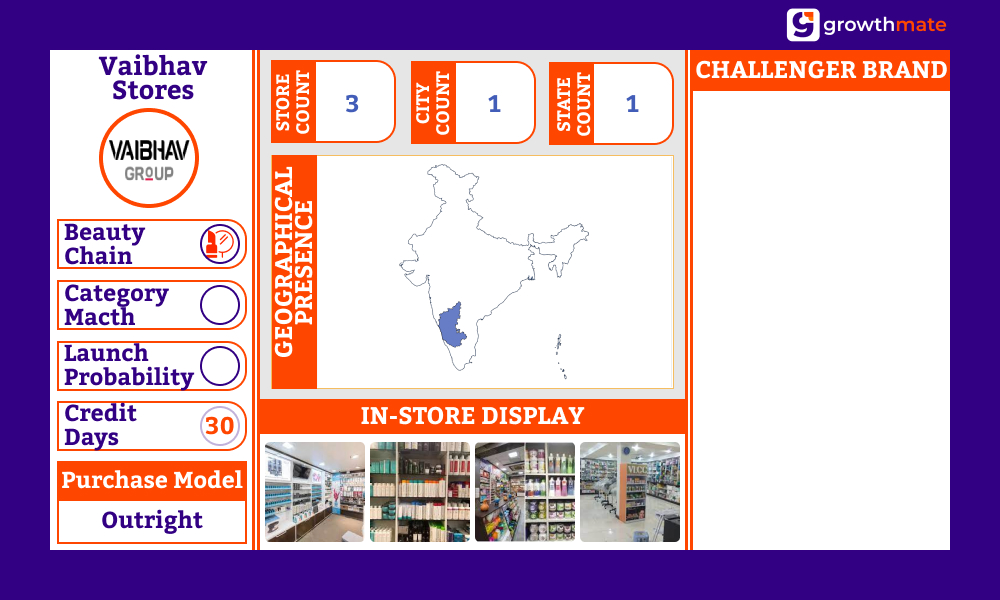 growthmate
Vaibhav
Stores
VAIBHAV
GROUP
Beauty
Chain
Category
Macth
Launch
Probability
Credit
Days
30
Purchase Model
Outright
STORE
COUNT
3
CITY
COUNT
1
STATE
COUNT
1
GEOGRAPHICAL
PRESENCE
IN-STORE DISPLAY
CHALLENGER BRAND